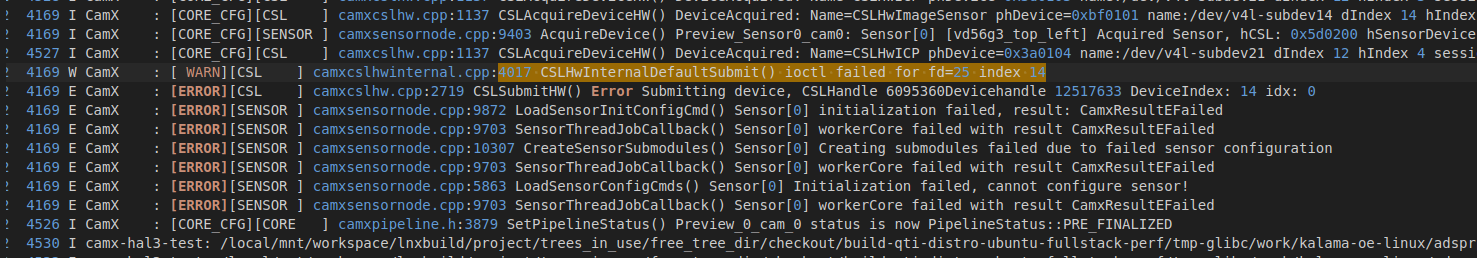 4169 I CamX    : [CORE_CFG][CSL    ] camxcslhw.cpp:1137 CSLAcquireDeviceHW() DeviceAcquired: Name=CSLHwImageSensor phDevice=0xbf0101 name:/dev/v4l-subdev14 dIndex 14 hIndex
4169 I CamX    : [CORE_CFG][SENSOR ] camxsensornode.cpp:9403 AcquireDevice() Preview_Sensor0_cam0: Sensor[0] [vd56g3_top_left] Acquired Sensor, hCSL: 0x5d0200 hSensorDevice
4527 I CamX    : [CORE_CFG][CSL    ] camxcslhw.cpp:1137 CSLAcquireDeviceHW() DeviceAcquired: Name=CSLHwICP phDevice=0x3a0104 name:/dev/v4l-subdev21 dIndex 12 hIndex 4 sessi
4169 W CamX    : [ WARN][CSL    ] camxcslhwinternal.cpp:4017 CSLHwInternalDefaultSubmit() ioctl failed for fd=25 index 14
4169 E CamX    : [ERROR][CSL    ] camxcslhw.cpp:2719 CSLSubmitHW() Error Submitting device, CSLHandle 6095360Devicehandle 12517633 DeviceIndex: 14 idx: 0
4169 E CamX    : [ERROR][SENSOR ] camxsensornode.cpp:9872 LoadSensorInitConfigCmd() Sensor[0] initialization failed, result: CamxResultEFailed
4169 E CamX    : [ERROR][SENSOR ] camxsensornode.cpp:9703 SensorThreadJobCallback() Sensor[0] workerCore failed with result CamxResultEFailed
4169 E CamX    : [ERROR][SENSOR ] camxsensornode.cpp:10307 CreateSensorSubmodules() Sensor[0] Creating submodules failed due to failed sensor configuration
4169 E CamX    : [ERROR][SENSOR ] camxsensornode.cpp:9703 SensorThreadJobCallback() Sensor[0] workerCore failed with result CamxResultEFailed
4169 E CamX    : [ERROR][SENSOR ] camxsensornode.cpp:5863 LoadSensorConfigCmds() Sensor[0] Initialization failed, cannot configure sensor!
4169 E CamX    : [ERROR][SENSOR ] camxsensornode.cpp:9703 SensorThreadJobCallback() Sensor[0] workerCore failed with result CamxResultEFailed
4526 I CamX    : [CORE_CFG][CORE   ] camxpipeline.h:3879 SetPipelineStatus() Preview_0_cam_0 status is now PipelineStatus::PRE_FINALIZED
4530 I camx-hal3-test: /local/mnt/workspace/lnxbuild/project/trees_in_use/free_tree_dir/checkout/build-qti-distro-ubuntu-fullstack-perf/tmp-glibc/work/kalama-oe-linux/adspr